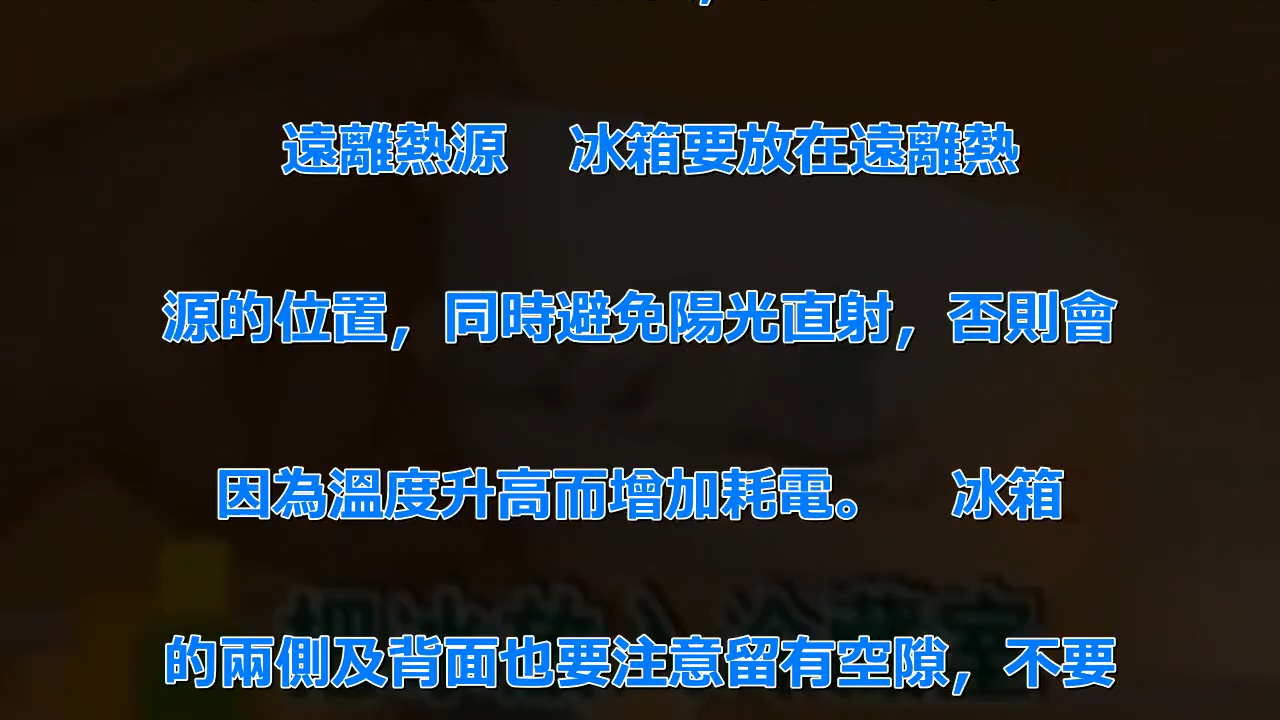 遠離熱源　冰箱要放在遠離熱
源的位置，同時避免陽光直射，否則會
因為溫度升高而增加耗電。　冰箱
的兩側及背面也要注意留有空隙，不要